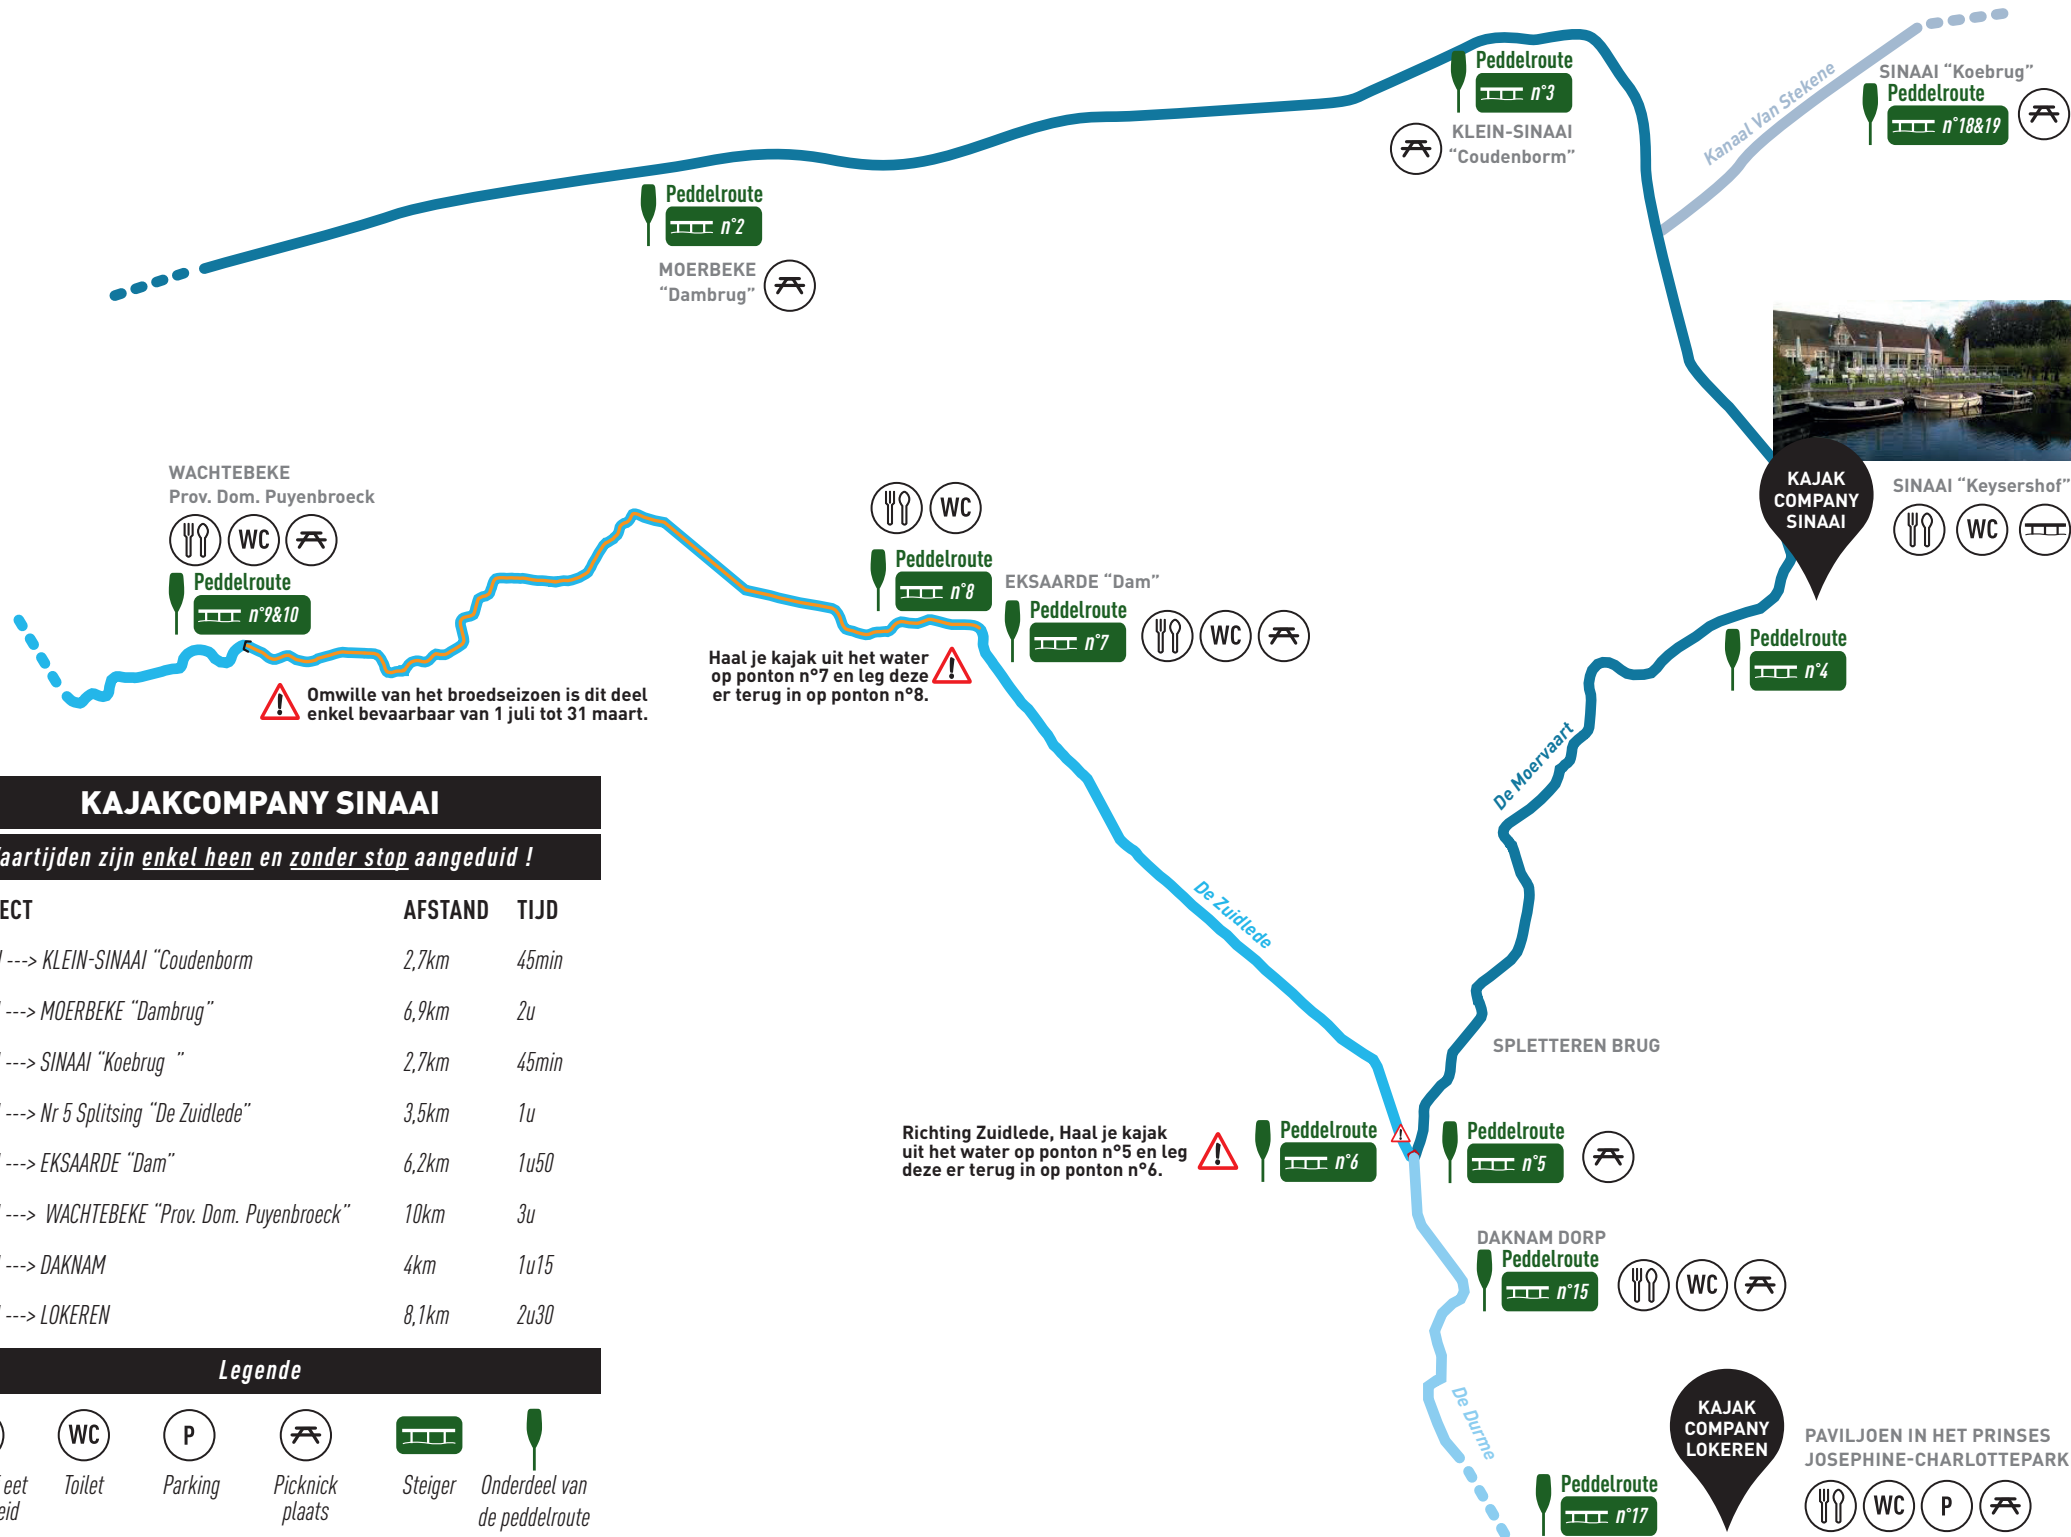 Peddelroute
n°3
KLEIN-SINAAI
“Coudenborm”
Kanaal Van Stekene
SINAAI “Koebrug”
Peddelroute
n°18&19
Peddelroute
n°2
MOERBEKE
“Dambrug”
KAJAK
COMPANY
SINAAI
SINAAI “Keysershof”
WC
WACHTEBEKE
Prov. Dom. Puyenbroeck
WC
Peddelroute
n°9&10
WC
Peddelroute
n°8
EKSAARDE “Dam”
Peddelroute
n°7
WC
Peddelroute
n°4
Haal je kajak uit het water
op ponton n°7 en leg deze
er terug in op ponton n°8.
Omwille van het broedseizoen is dit deel
enkel bevaarbaar van 1 juli tot 31 maart.
De Moervaart
De Zuidlede
SPLETTEREN BRUG
Richting Zuidlede, Haal je kajak
uit het water op ponton n°5 en leg
deze er terug in op ponton n°6.
Peddelroute
n°6
Peddelroute
n°5
DAKNAM DORP
Peddelroute
n°15
WC
De Durme
KAJAK
COMPANY
LOKEREN
PAVILJOEN IN HET PRINSES
JOSEPHINE-CHARLOTTEPARK
WC P
Peddelroute
n°17
KAJAKCOMPANY SINAAI
aartijden zijn enkel heen en zonder stop aangeduid !
ECT AFSTAND TIJD
---> KLEIN-SINAAI “Coudenborm 2,7km 45min
---> MOERBEKE “Dambrug” 6,9km 2u
---> SINAAI “Koebrug ” 2,7km 45min
---> Nr 5 Splitsing “De Zuidlede” 3,5km 1u
---> EKSAARDE “Dam” 6,2km 1u50
---> WACHTEBEKE “Prov. Dom. Puyenbroeck” 10km 3u
---> DAKNAM 4km 1u15
---> LOKEREN 8,1km 2u30
Legende
WC P
eet
eid
Toilet
Parking
Picknick
plaats
Steiger
Onderdeel van
de peddelroute